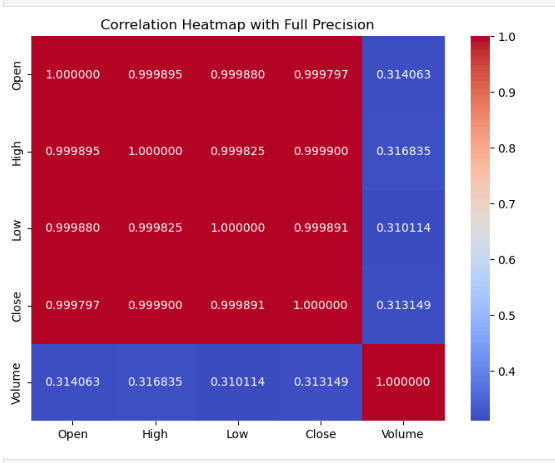 Correlation Heatmap with Full Precision
Open 1.000000 0.999895 0.999880 0.999797 0.314063
High 0.999895 1.000000 0.999825 0.999900 0.316835
Low 0.999880 0.999825 1.000000 0.999891 0.310114
Close 0.999797 0.999900 0.999891 1.000000 0.313149
Volume 0.314063 0.316835 0.310114 0.313149 1.000000
Open High Low Close Volume
1.0
0.9
0.8
0.7
0.6
0.5
0.4